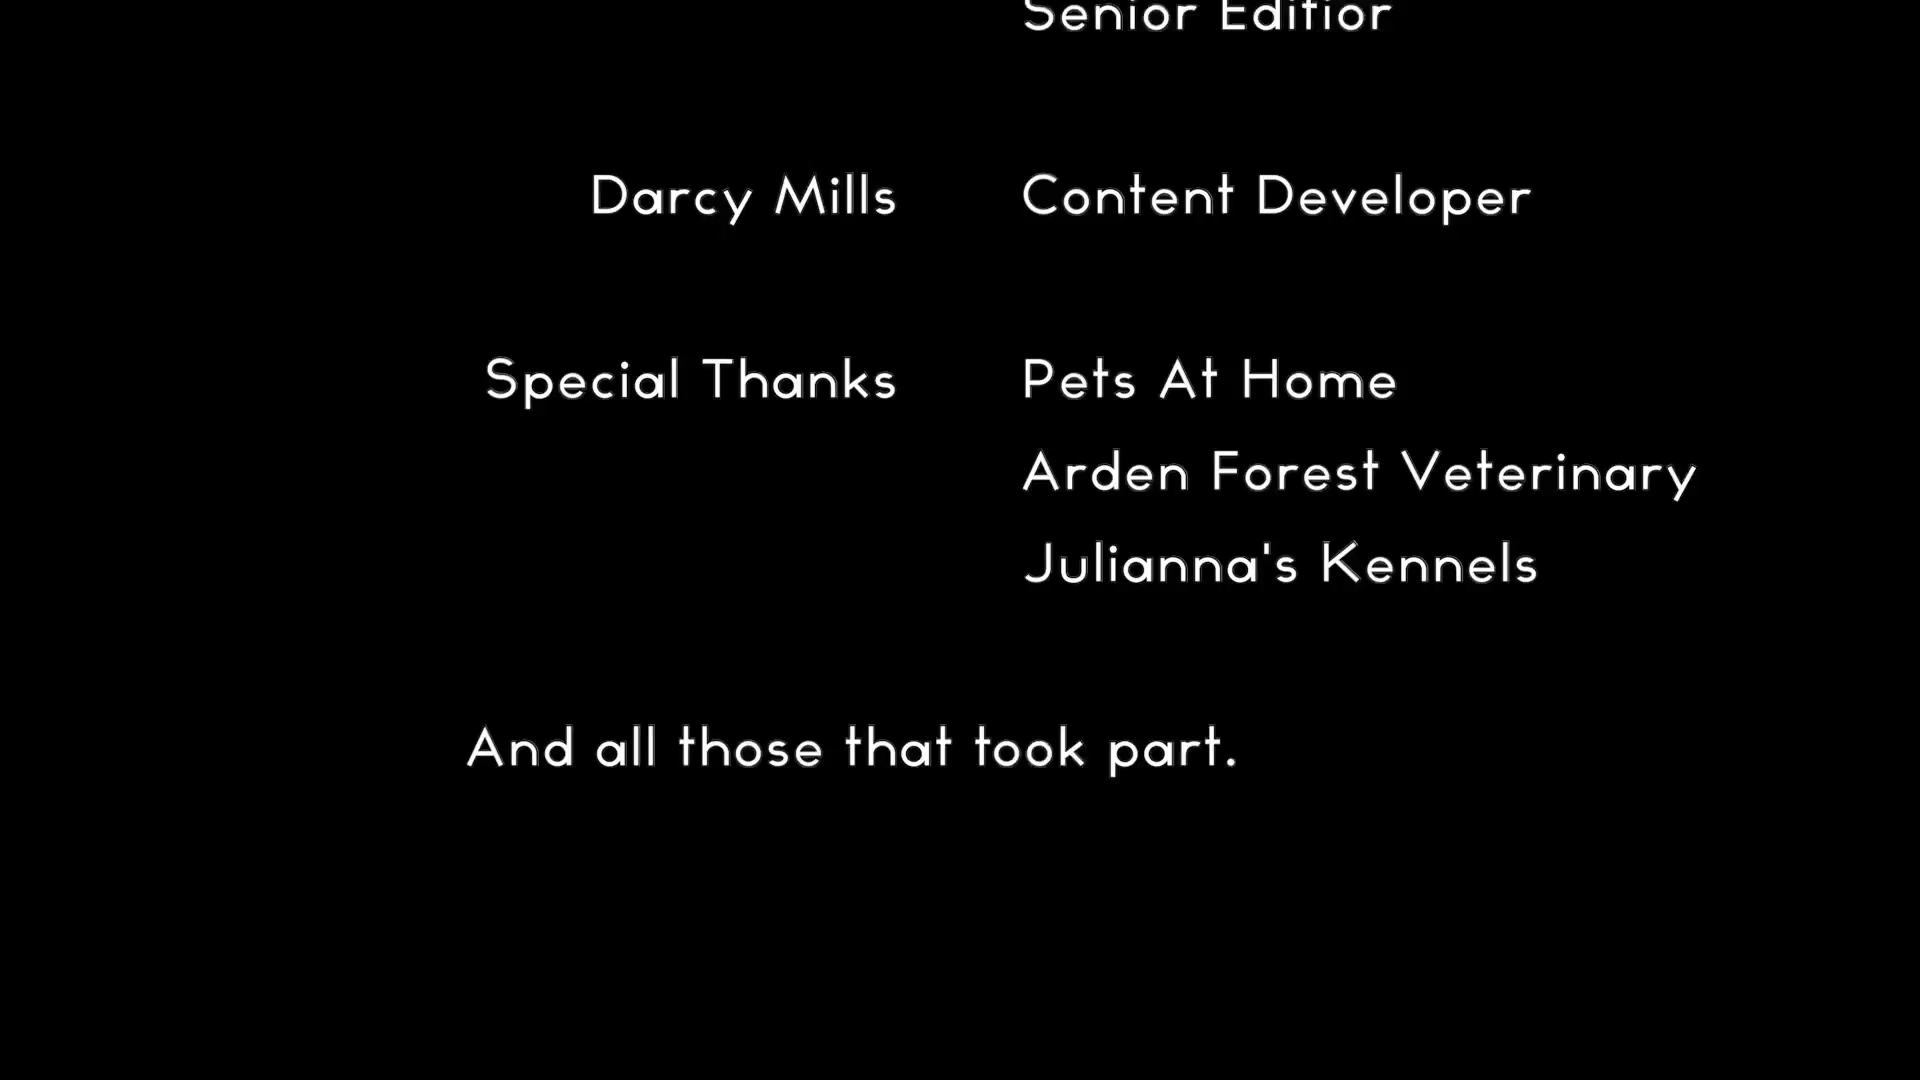 Senior Editior
Darcy Mills Content Developer
Special Thanks Pets At Home
Arden Forest Veterinary
Julianna's Kennels
And all those that took part.